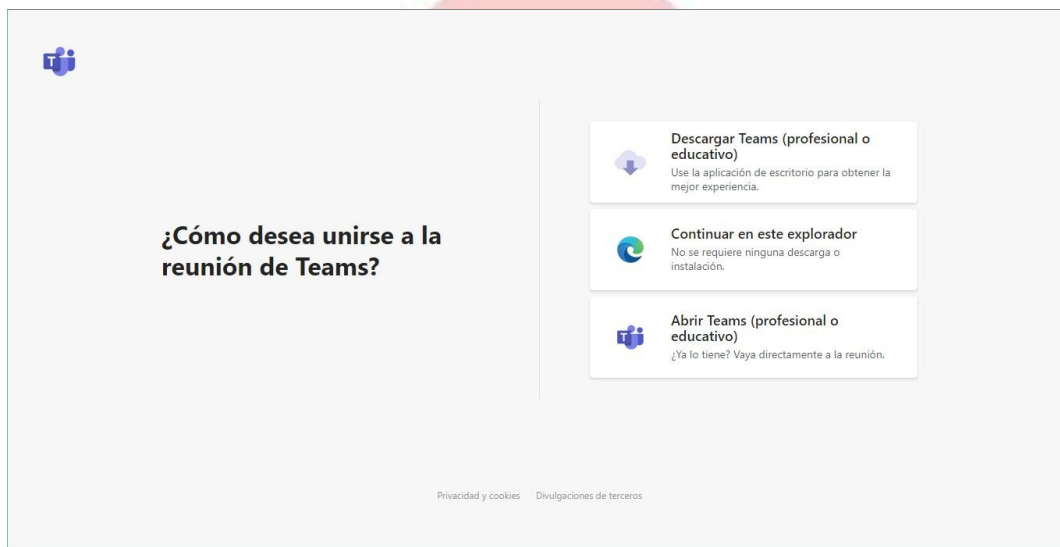 ¿Cómo desea unirse a la
reunión de Teams?
Descargar Teams (profesional o
educativo)
Use la aplicación de escritorio para obtener la
mejor experiencia.
Continuar en este explorador
No se requiere ninguna descarga o
instalación.
Abrir Teams (profesional o
educativo)
¿Ya lo tiene? Vaya directamente a la reunión.
Privacidad y cookies Divulgaciones de terceros